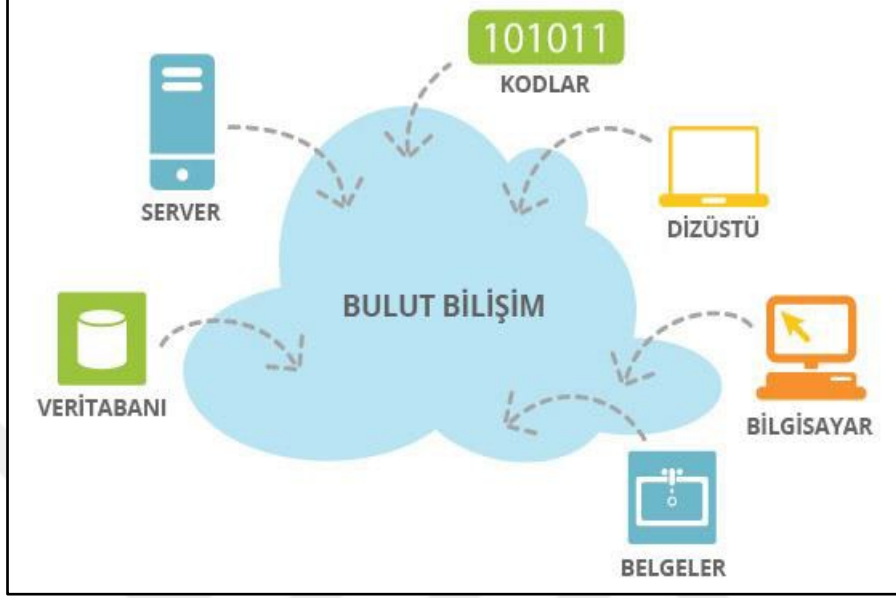 101011
KODLAR
SERVER
DİZÜSTÜ
BULUT BİLİŞİM
VERİTABANI
BİLGİSAYAR
BELGELER